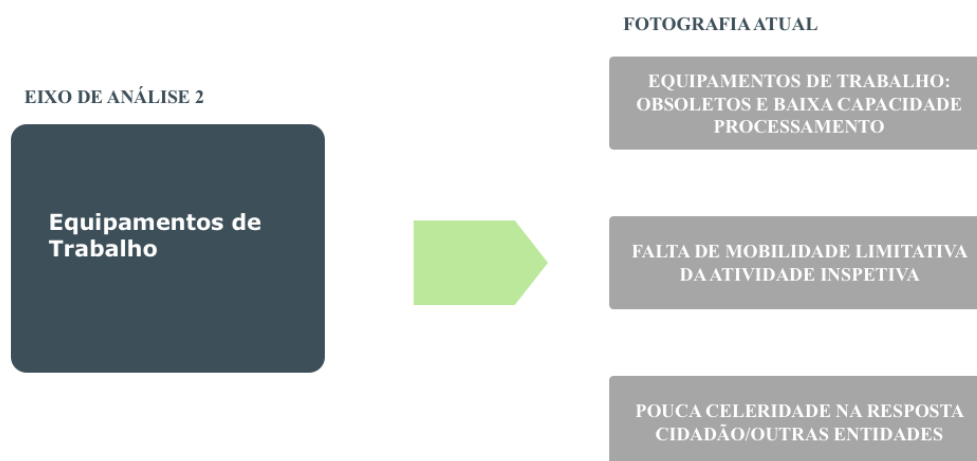 EIXO DE ANÁLISE 2
Equipamentos de
Trabalho
FOTOGRAFIA ATUAL
EQUIPAMENTOS DE TRABALHO:
OBSOLETOS E BAIXA CAPACIDADE
PROCESSAMENTO
FALTA DE MOBILIDADE LIMITATIVA
DA ATIVIDADE INSPETIVA
POUCA CELERIDADE NA RESPOSTA
CIDADÃO/OUTRAS ENTIDADES